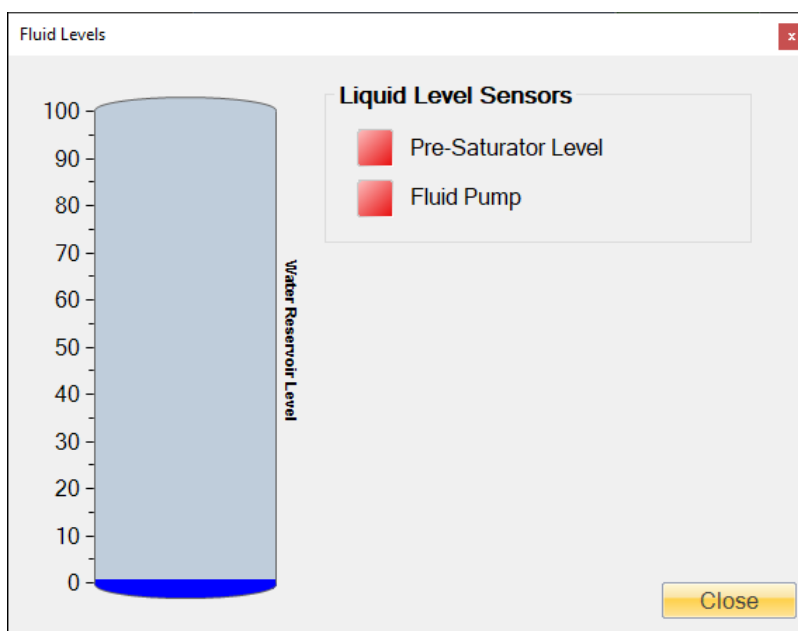 Fluid Levels
x
Liquid Level Sensors
Pre-Saturator Level
Fluid Pump
100
90
80
70
60
50
40
30
20
10
0
Water Reservoir Level
Close